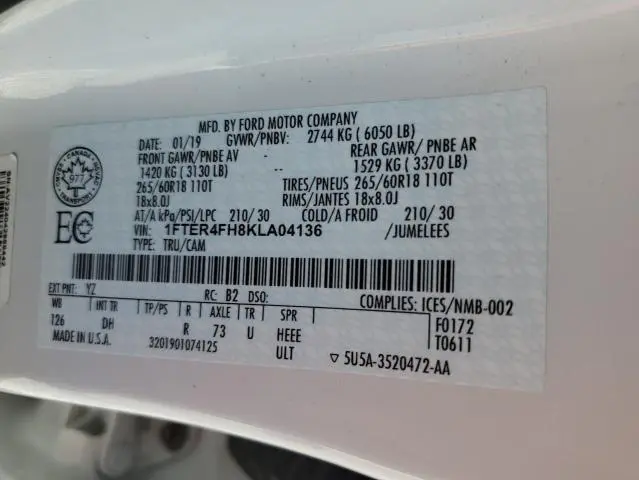 MFD. BY FORD MOTOR COMPANY
DATE: 01/19 GVWR/PNBV: 2744 KG ( 6050 LB)
FRONT GAWR/PNBE AV REAR GAWR/ PNBE AR
1420 KG ( 3130 LB) 1529 KG ( 3370 LB)
265/60R18 110T TIRES/PNEUS 265/60R18 110T
18x8.0J RIMS/JANTES 18x8.0J
AT/A kPa/PSI/LPC 210/ 30 COLD/A FROID 210/ 30
VIN: 1FTER4FH8KLA04136 /JUMELEES
TYPE: TRU/CAM
CANADA
977
TRANSPORT
EC
EXT PNT: YZ RC: B2 DSO: COMPLIES: ICES/NMB-002
WB INT TR TP/PS R AXLE TR SPR F0172
126 DH R 73 U HEEE T0611
MADE IN U.S.A. 3201901074125 ULT ▽ 5U5A-3520472-AA